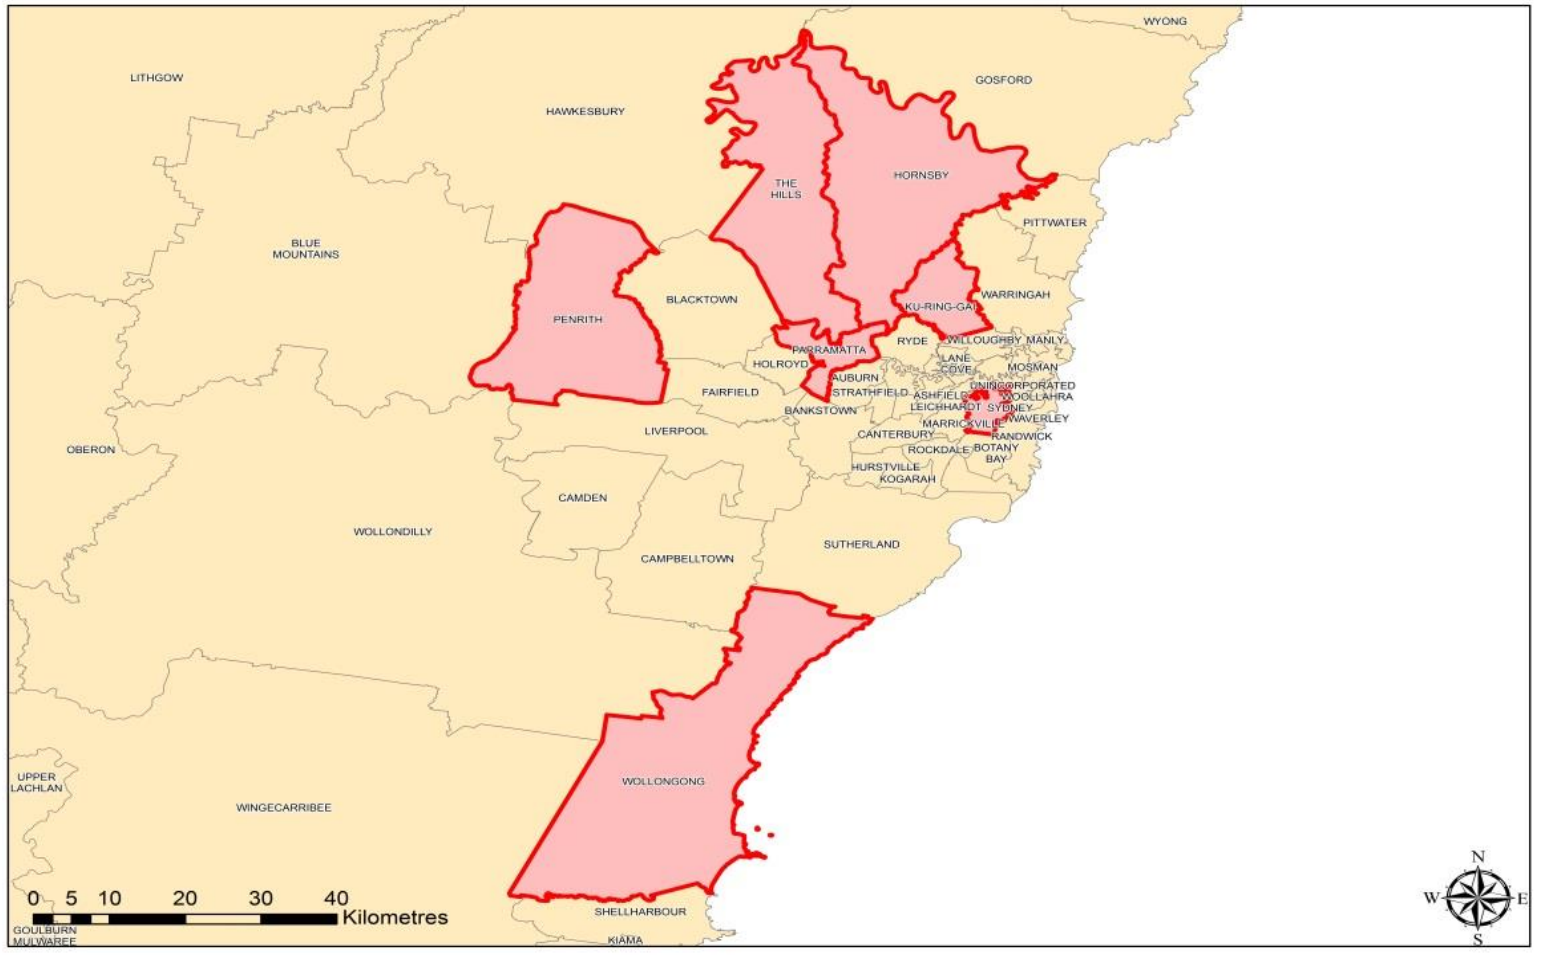 WYONG
LITHGOW
GOSFORD
HAWKESBURY
HORNSBY
THE
HILLS
PITTWATER
BLUE
MOUNTAINS
WARRINGAH
BLACKTOWN
KU-RING-GAI
PENRITH
RYDE
WILLOUGHBY
MANLY
PARRAMATTA
LANE
COVE
HOLROYD
MOSMAN
AUBURN
UNINCORPORATED
FAIRFIELD
STRATHFIELD
ASHFIELD
WOOLLAHRA
LEICHHARDT
SYDNEY
BANKSTOWN
WAVERLEY
MARRICKVILLE
LIVERPOOL
CANTERBURY
RANDWICK
OBERON
ROCKDALE
BOTANY
BAY
HURSTVILLE
KOGARAH
CAMDEN
WOLLONDILLY
SUTHERLAND
CAMPBELLTOWN
WOLLONGONG
UPPER
LACHLAN
WINGECARRIBEE
N
W
E
S
0 5 10 20 30 40
Kilometres
SHELLHARBOUR
GOULBURN
MULWAREE
KIAMA